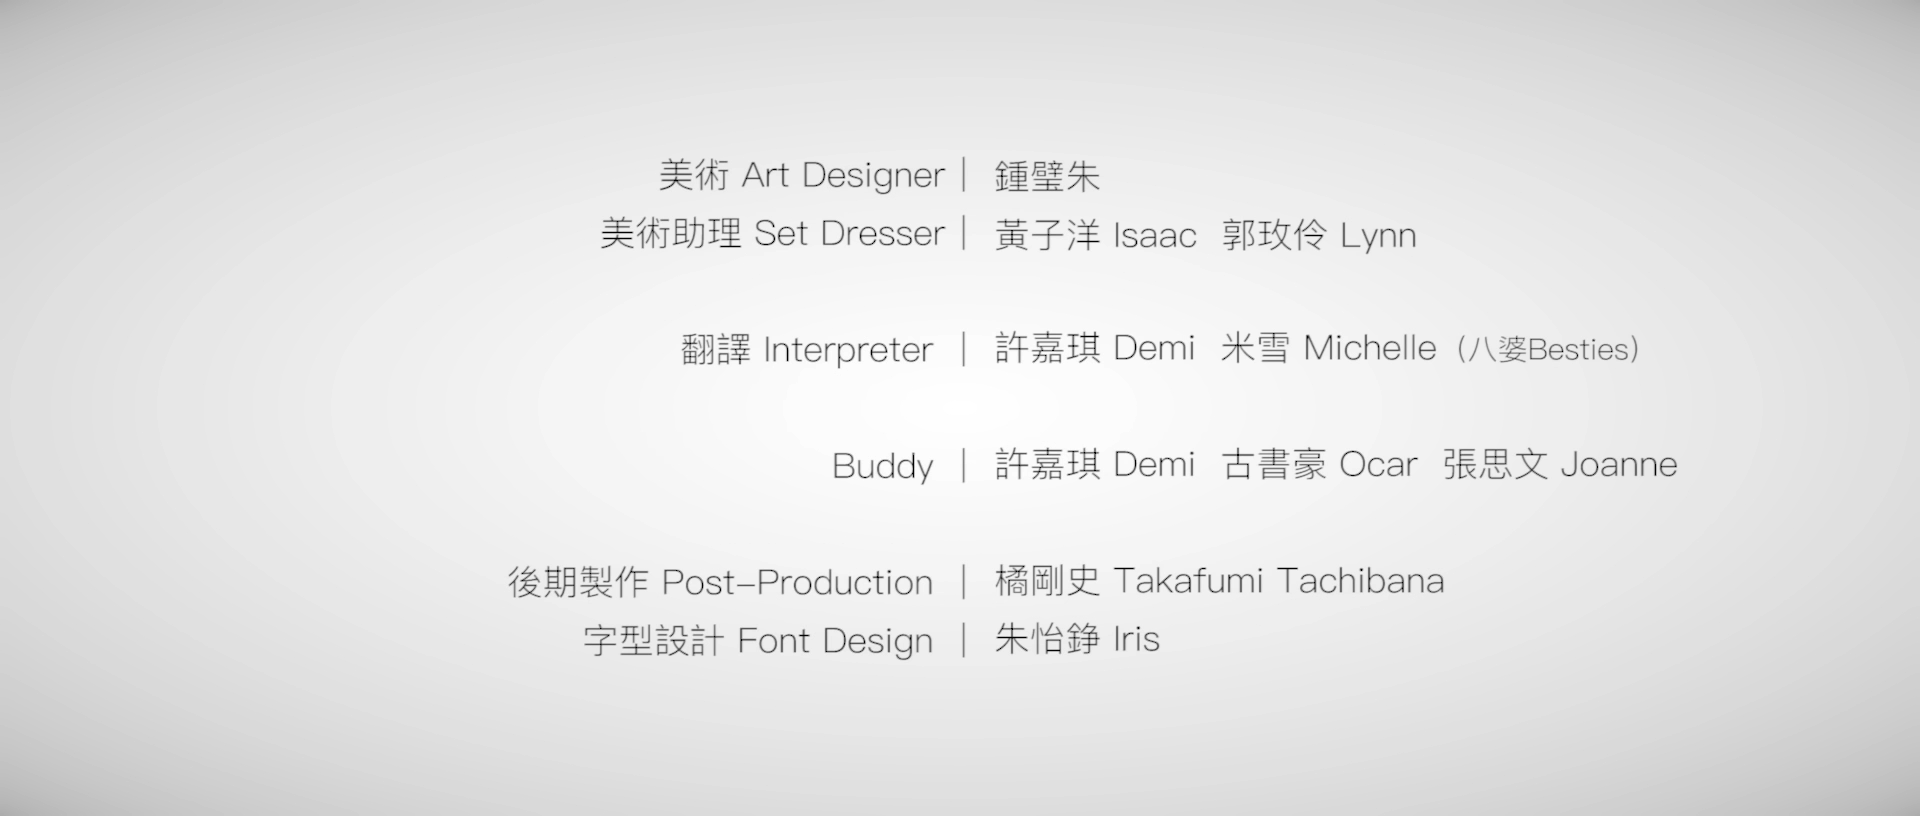 美術 Art Designer | 鍾璧朱
美術助理 Set Dresser | 黃子洋 Isaac 郭玫伶 Lynn
翻譯 Interpreter | 許嘉琪 Demi 米雪 Michelle (八婆Besties)
Buddy | 許嘉琪 Demi 古書豪 Ocar 張思文 Joanne
後期製作 Post-Production | 橘剛史 Takafumi Tachibana
字型設計 Font Design | 朱怡錚 Iris